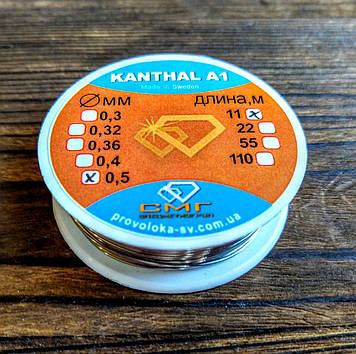 KANTHAL A1
Made in Sweden
Ø мм длина,м
0,3 11
0,32 22
0,36 55
0,4 110
0,5
СМГ
provoloka-sv.com.ua